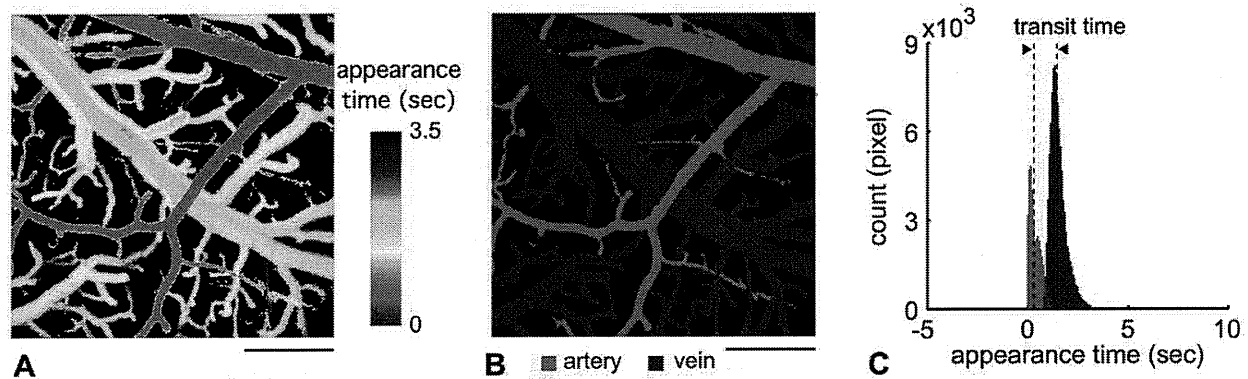 appearance
time (sec)
3.5
0
A
B
artery
vein
×10³
transit time
9
6
3
0
count (pixel)
-5
0
5
10
appearance time (sec)
C